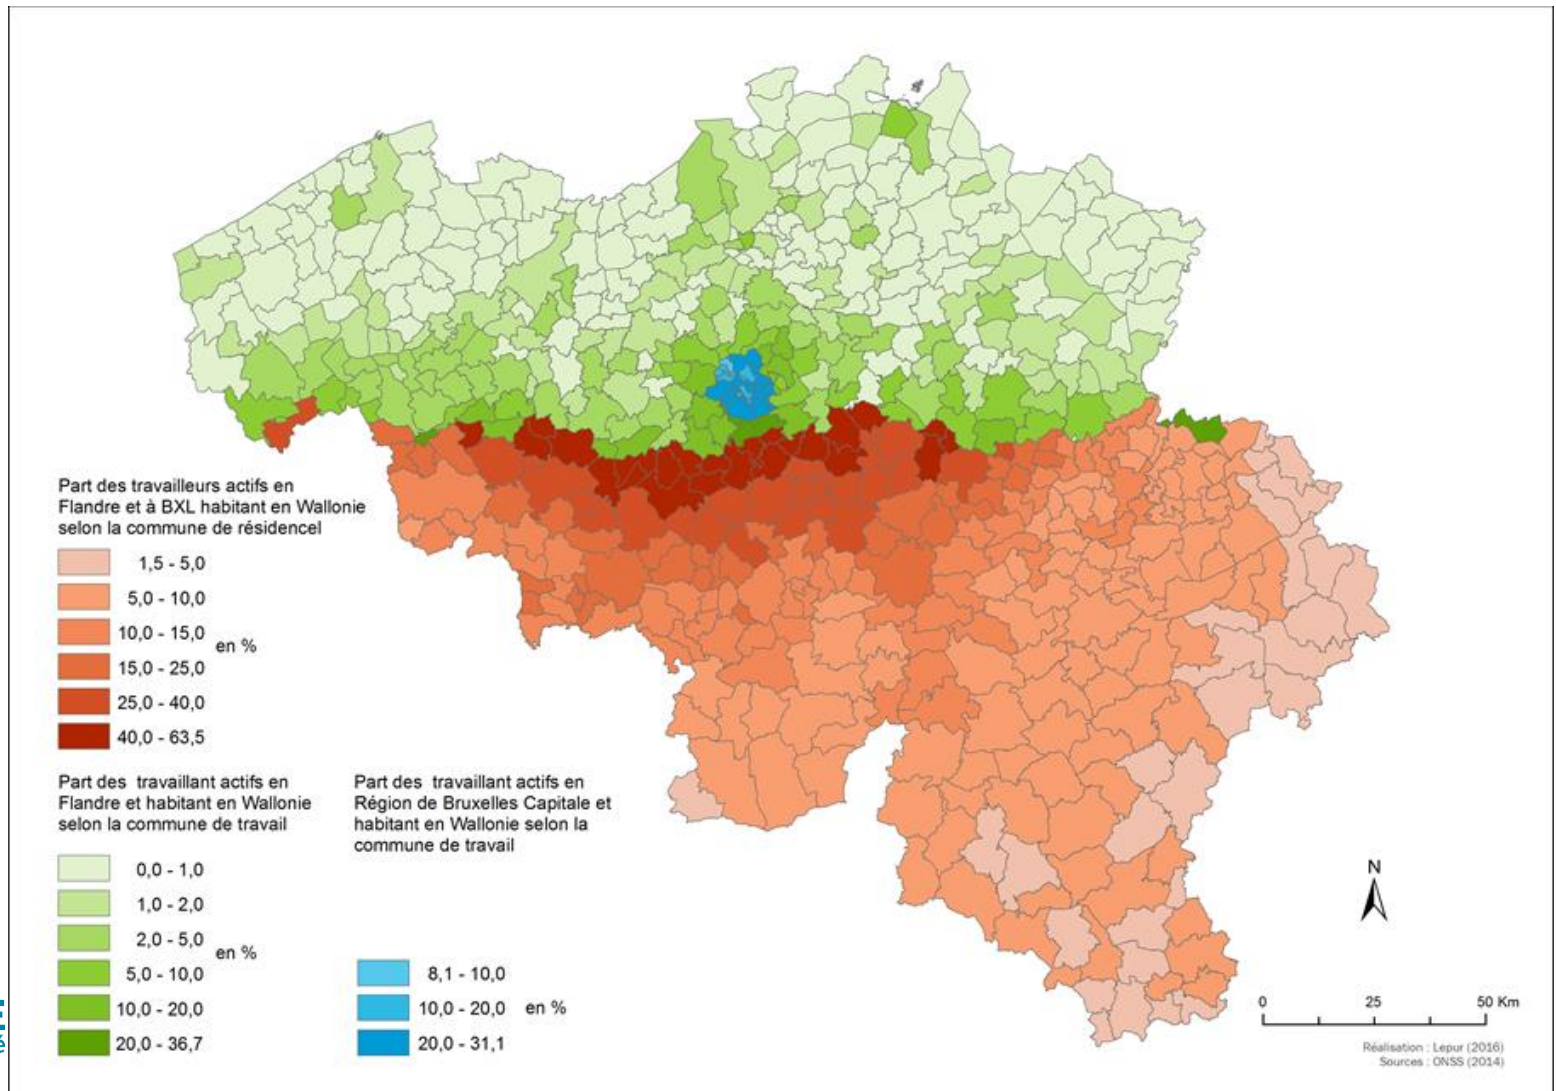 Part des travailleurs actifs en
Flandre et à BXL habitant en Wallonie
selon la commune de résidencel
1,5 - 5,0
5,0 - 10,0
10,0 - 15,0
en %
15,0 - 25,0
25,0 - 40,0
40,0 - 63,5
Part des travaillant actifs en
Flandre et habitant en Wallonie
selon la commune de travail
0,0 - 1,0
1,0 - 2,0
2,0 - 5,0
en %
5,0 - 10,0
10,0 - 20,0
20,0 - 36,7
Part des travaillant actifs en
Région de Bruxelles Capitale et
habitant en Wallonie selon la
commune de travail
8,1 - 10,0
10,0 - 20,0 en %
20,0 - 31,1
N
0 25 50 Km
Réalisation : Lepur (2016)
Sources : ONSS (2014)